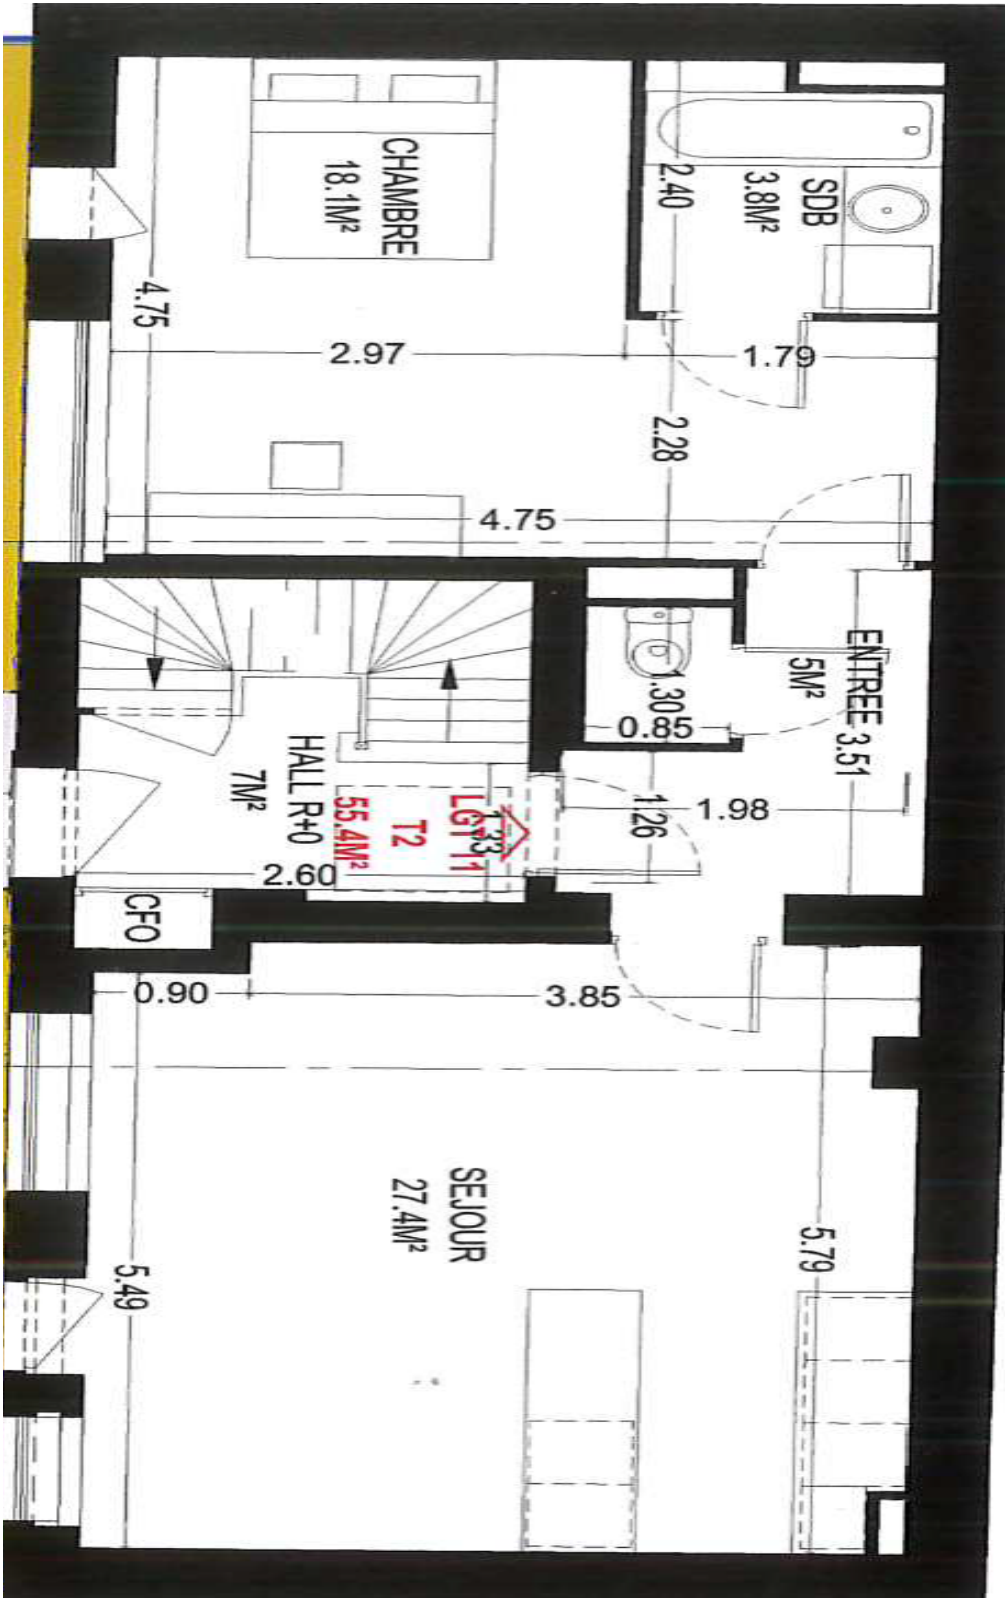 CHAMBRE
18.1M²
SDB
3.8M²
2.40
4.75
2.97
1.79
2.28
4.75
ENTREE
5M²
3.51
1.30
0.85
1.98
1.26
HALL R+0
7M²
LGT 11
T2
55.4M²
1.33
2.60
CFO
0.90
3.85
SEJOUR
27.4M²
5.79
5.49